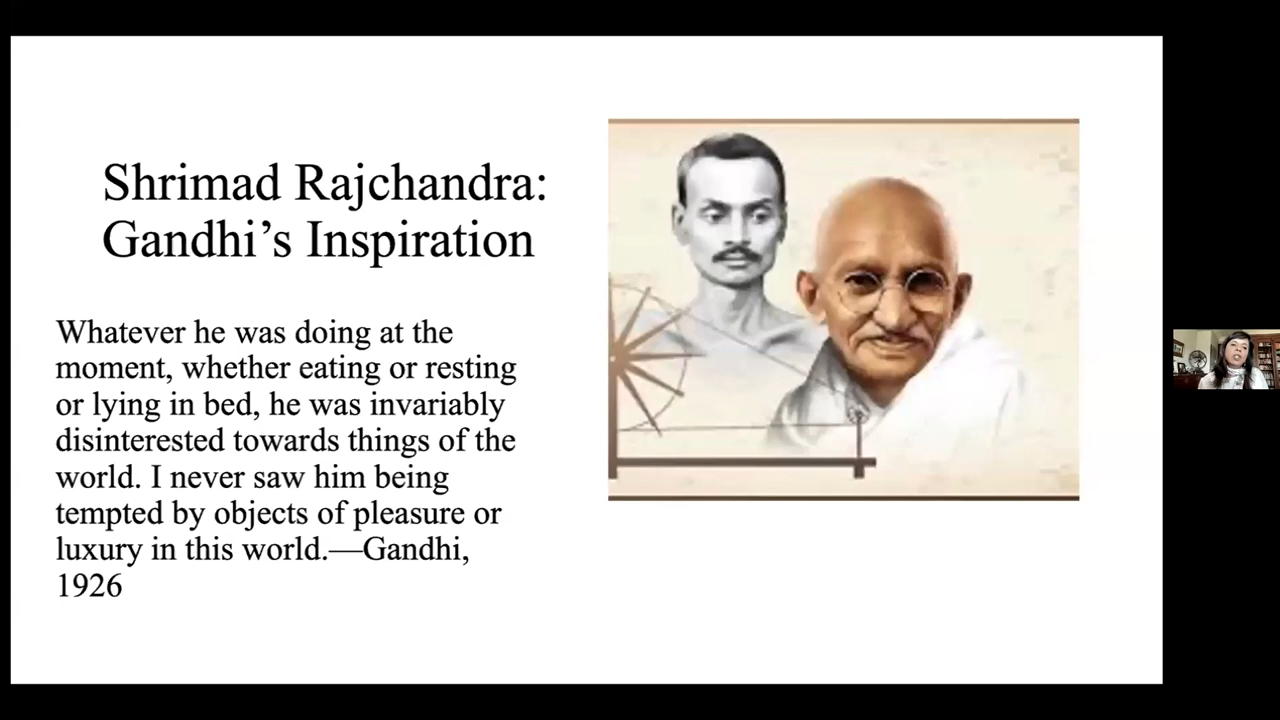 Shrimad Rajchandra:
Gandhi’s Inspiration
Whatever he was doing at the
moment, whether eating or resting
or lying in bed, he was invariably
disinterested towards things of the
world. I never saw him being
tempted by objects of pleasure or
luxury in this world.—Gandhi,
1926